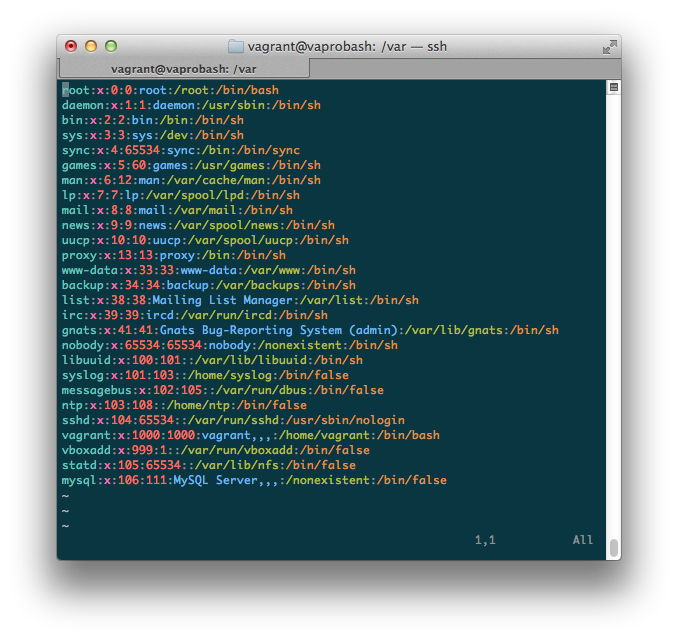 vagrant@vaprobash: /var — ssh
vagrant@vaprobash: /var
root:x:0:0:root:/root:/bin/bash
daemon:x:1:1:daemon:/usr/sbin:/bin/sh
bin:x:2:2:bin:/bin:/bin/sh
sys:x:3:3:sys:/dev:/bin/sh
sync:x:4:65534:sync:/bin:/bin/sync
games:x:5:60:games:/usr/games:/bin/sh
man:x:6:12:man:/var/cache/man:/bin/sh
lp:x:7:7:lp:/var/spool/lpd:/bin/sh
mail:x:8:8:mail:/var/mail:/bin/sh
news:x:9:9:news:/var/spool/news:/bin/sh
uucp:x:10:10:uucp:/var/spool/uucp:/bin/sh
proxy:x:13:13:proxy:/bin:/bin/sh
www-data:x:33:33:www-data:/var/www:/bin/sh
backup:x:34:34:backup:/var/backups:/bin/sh
list:x:38:38:Mailing List Manager:/var/list:/bin/sh
irc:x:39:39:ircd:/var/run/ircd:/bin/sh
gnats:x:41:41:Gnats Bug-Reporting System (admin):/var/lib/gnats:/bin/sh
nobody:x:65534:65534:nobody:/nonexistent:/bin/sh
libuuid:x:100:101::/var/lib/libuuid:/bin/sh
syslog:x:101:103::/home/syslog:/bin/false
messagebus:x:102:105::/var/run/dbus:/bin/false
ntp:x:103:108::/home/ntp:/bin/false
sshd:x:104:65534::/var/run/sshd:/usr/sbin/nologin
vagrant:x:1000:1000:vagrant,,,:/home/vagrant:/bin/bash
vboxadd:x:999:1::/var/run/vboxadd:/bin/false
statd:x:105:65534::/var/lib/nfs:/bin/false
mysql:x:106:111:MySQL Server,,,:/nonexistent:/bin/false
~
~
~
1,1 All